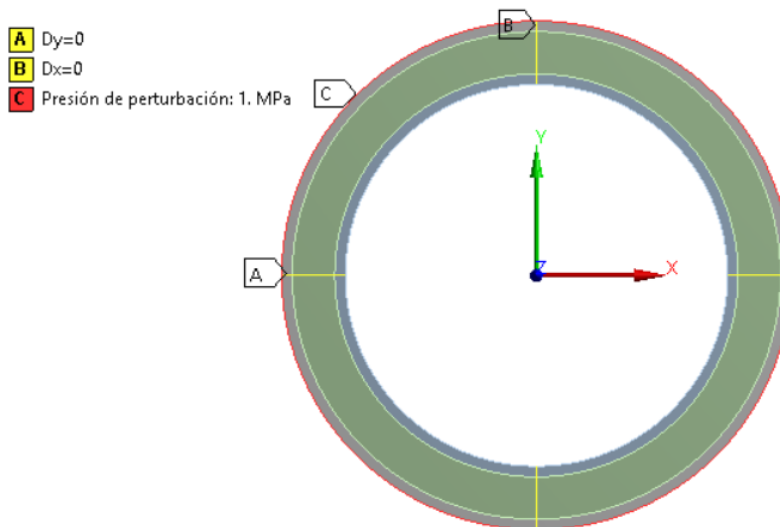 A Dy=0
B Dx=0
C Presión de perturbación: 1. MPa
B
C
Y
A
Z
X